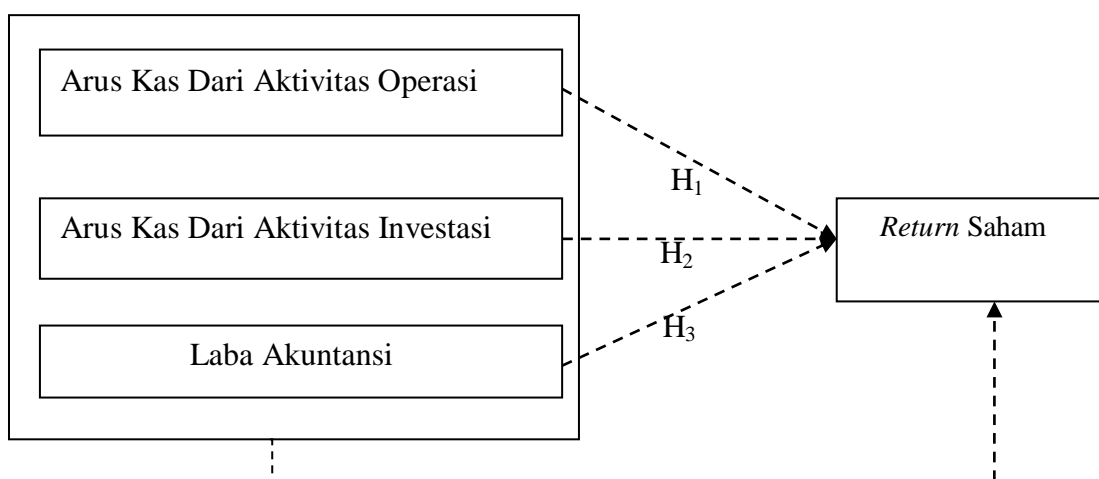 Arus Kas Dari Aktivitas Operasi
H₁
Arus Kas Dari Aktivitas Investasi
H₂
Return Saham
Laba Akuntansi
H₃